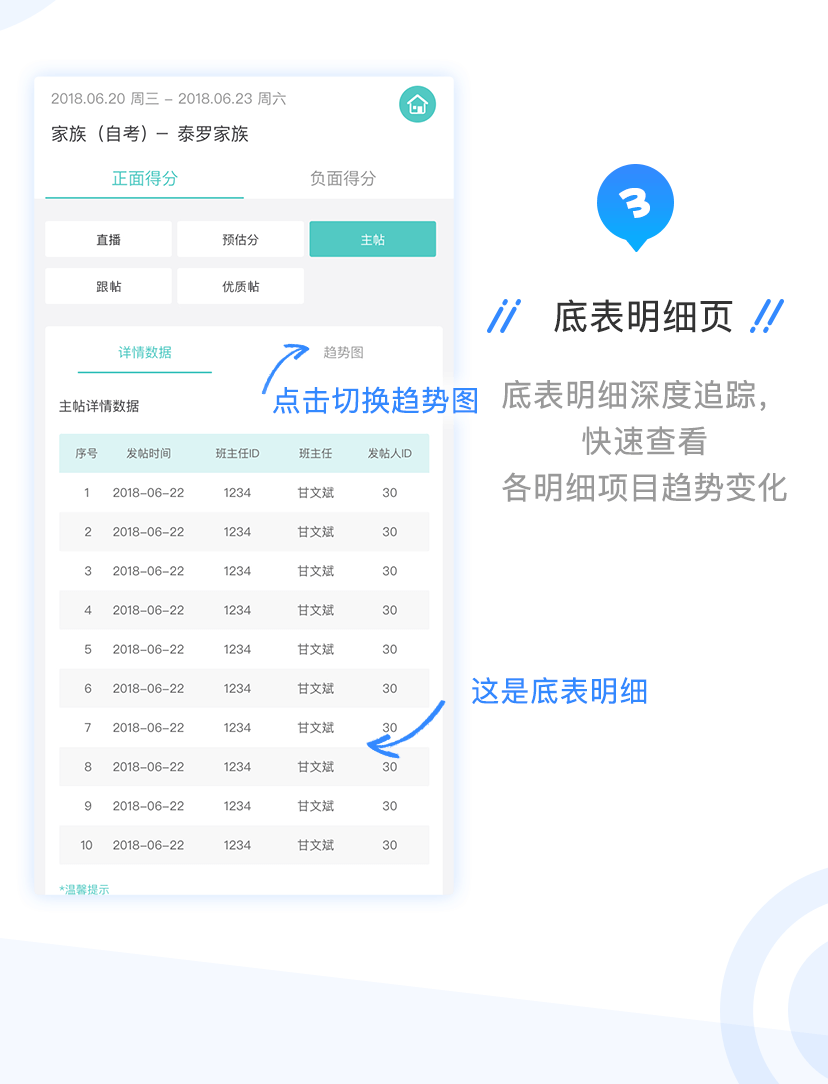 2018.06.20 周三 – 2018.06.23 周六
家族（自考）– 泰罗家族
正面得分 负面得分
直播 预估分 主帖
跟帖 优质帖
详情数据 趋势图
点击切换趋势图
主帖详情数据
序号 发帖时间 班主任ID 班主任 发帖人ID
1 2018-06-22 1234 甘文斌 30
2 2018-06-22 1234 甘文斌 30
3 2018-06-22 1234 甘文斌 30
4 2018-06-22 1234 甘文斌 30
5 2018-06-22 1234 甘文斌 30
6 2018-06-22 1234 甘文斌 30
7 2018-06-22 1234 甘文斌 30
8 2018-06-22 1234 甘文斌 30
9 2018-06-22 1234 甘文斌 30
10 2018-06-22 1234 甘文斌 30
*温馨提示
3
底表明细页
底表明细深度追踪，
快速查看
各明细项目趋势变化
这是底表明细